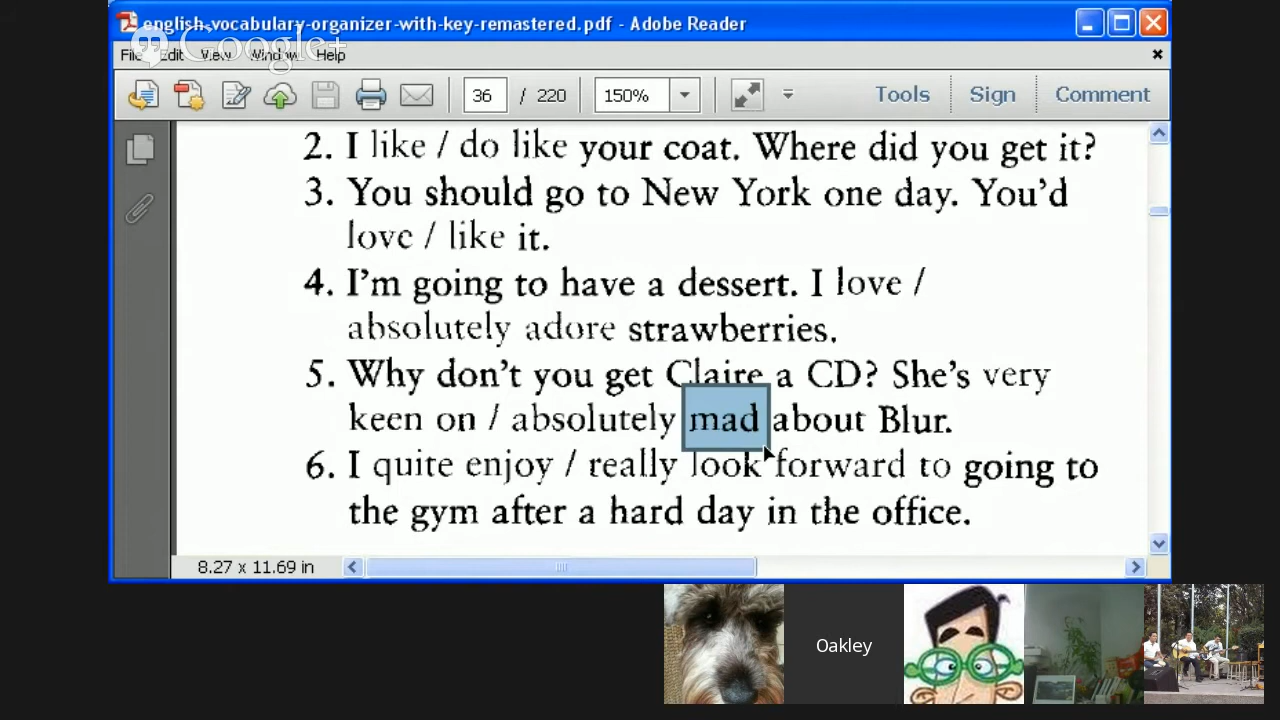 english-vocabulary-organizer-with-key-remastered.pdf - Adobe Reader
Google+
File Edit View Window Help
36 / 220 150% Tools Sign Comment
2. I like / do like your coat. Where did you get it?
3. You should go to New York one day. You'd
love / like it.
4. I'm going to have a dessert. I love /
absolutely adore strawberries.
5. Why don't you get Claire a CD? She's very
keen on / absolutely mad about Blur.
6. I quite enjoy / really look forward to going to
the gym after a hard day in the office.
8.27 x 11.69 in
Oakley